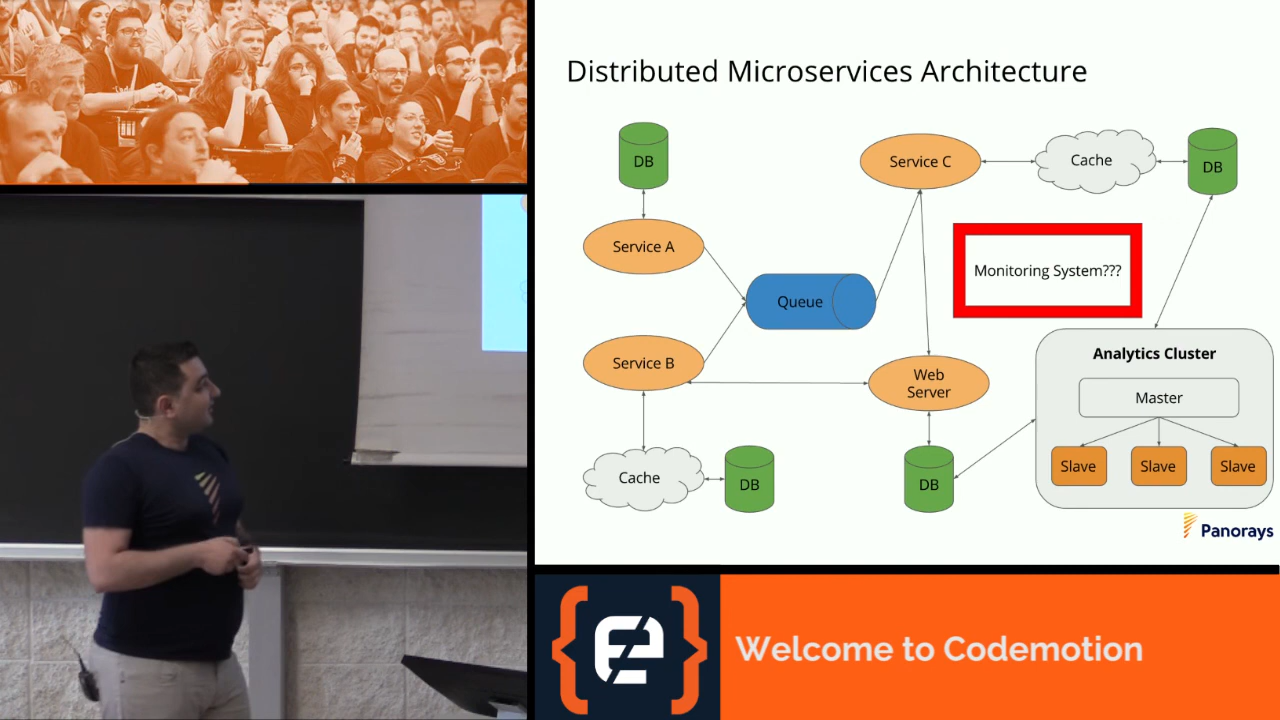 Distributed Microservices Architecture
DB
Service C
Cache
DB
Service A
Monitoring System???
Queue
Service B
Web
Server
Analytics Cluster
Master
Slave
Slave
Slave
Cache
DB
DB
Panorays
Welcome to Codemotion